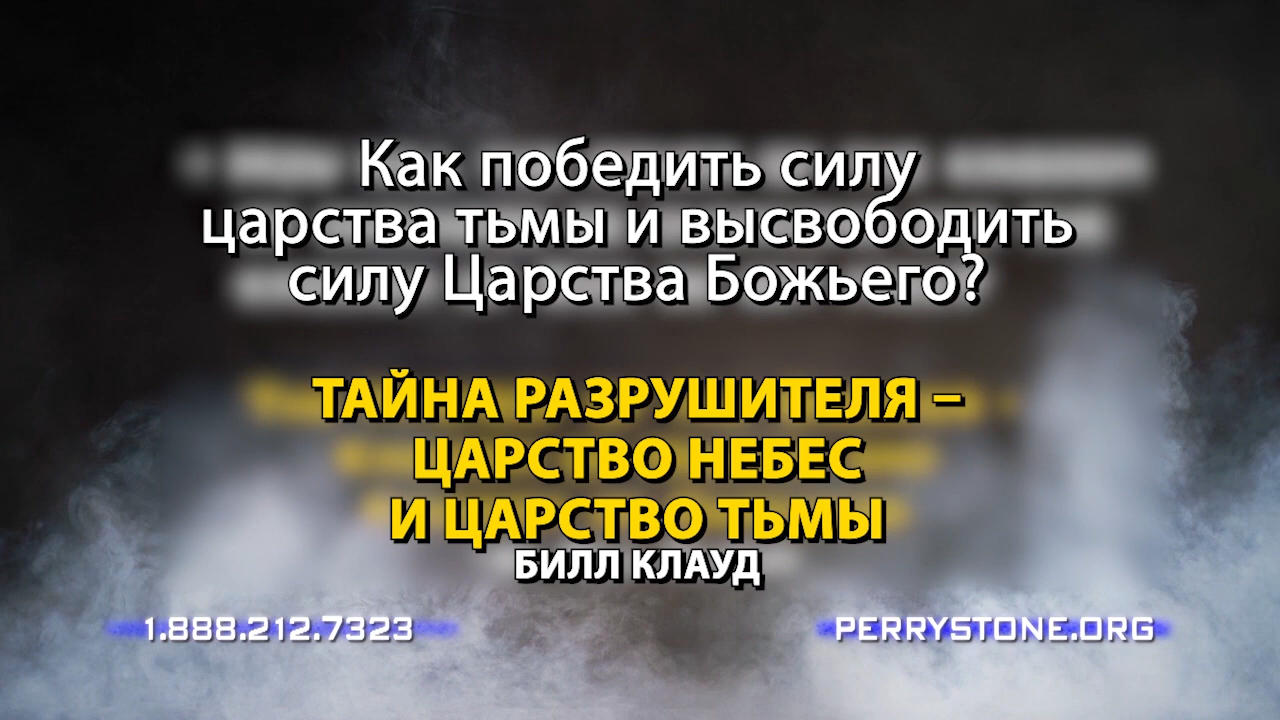 Как победить силу
царства тьмы и высвободить
силу Царства Божьего?
ТАЙНА РАЗРУШИТЕЛЯ –
ЦАРСТВО НЕБЕС
И ЦАРСТВО ТЬМЫ
БИЛЛ КЛАУД
1.888.212.7323
PERRYSTONE.ORG